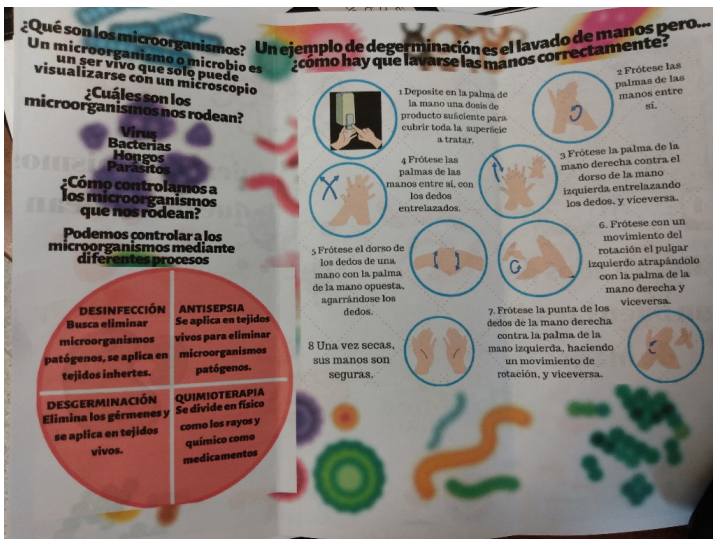 ¿Qué son los microorganismos?
Un microorganismo o microbio es
un ser vivo que solo puede
visualizarse con un microscopio
¿Cuáles son los
microorganismos nos rodean?
Virus
Bacterias
Hongos
Parásitos
¿Cómo controlamos a
los microorganismos
que nos rodean?
Podemos controlar a los
microorganismos mediante
diferentes procesos
DESINFECCIÓN
Busca eliminar
microorganismos
patógenos, se aplica en
tejidos inhertes.
ANTISEPSIA
Se aplica en tejidos
vivos para eliminar
microorganismos
patógenos.
DESGERMINACIÓN
Elimina los gérmenes y
se aplica en tejidos
vivos.
QUIMIOTERAPIA
Se divide en físico
como los rayos y
químico como
medicamentos
Un ejemplo de degerminación es el lavado de manos pero...
¿cómo hay que lavarse las manos correctamente?
1 Deposite en la palma de
la mano una dosis de
producto suficiente para
cubrir toda la superficie
a tratar.
2 Frótese las
palmas de las
manos entre
sí.
3 Frótese la palma de la
mano derecha contra el
dorso de la mano
izquierda entrelazando
los dedos, y viceversa.
4 Frótese las
palmas de las
manos entre sí, con
los dedos
entrelazados.
5 Frótese el dorso de
los dedos de una
mano con la palma
de la mano opuesta,
agarrándose los
dedos.
6. Frótese con un
movimiento del
rotación el pulgar
izquierdo atrapándolo
con la palma de la
mano derecha y
viceversa.
7. Frótese la punta de los
dedos de la mano derecha
contra la palma de la
mano izquierda, haciendo
un movimiento de
rotación, y viceversa.
8 Una vez secas,
sus manos son
seguras.